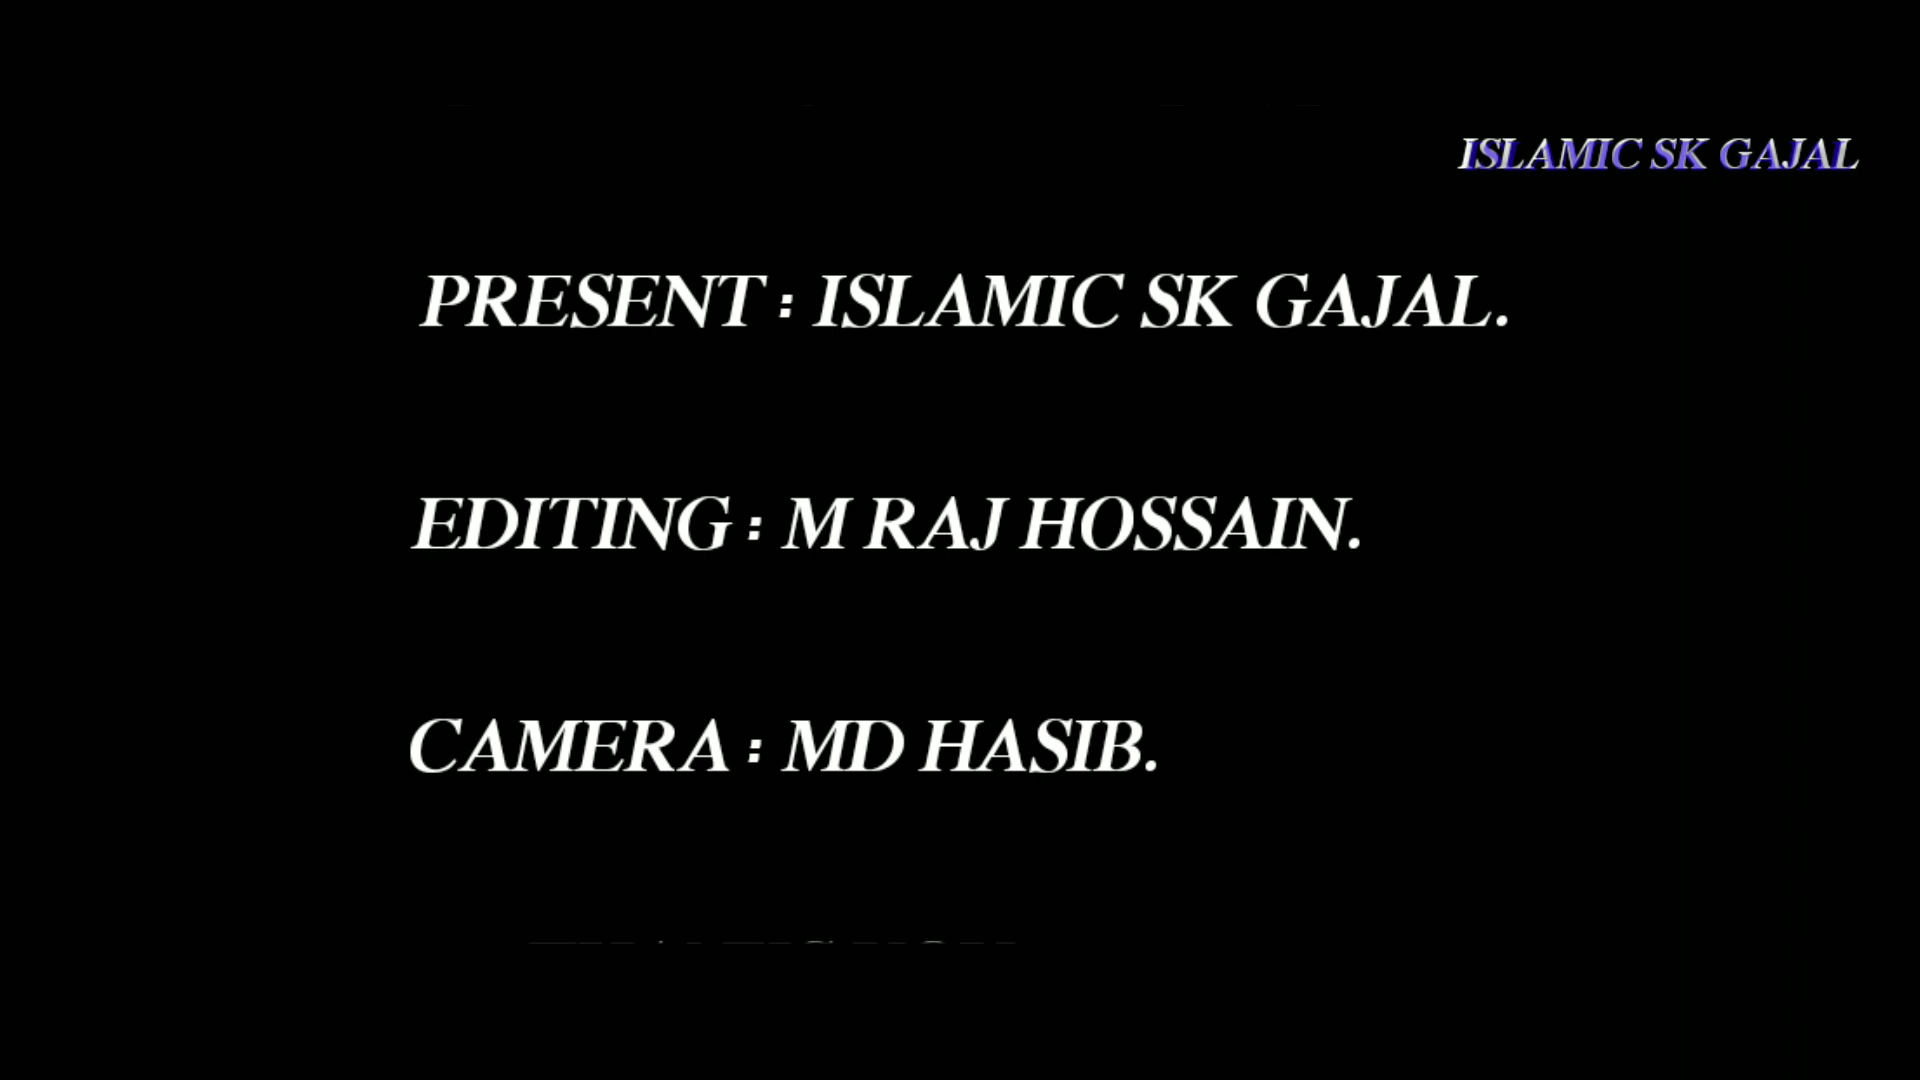 ISLAMIC SK GAJAL
PRESENT : ISLAMIC SK GAJAL.
EDITING : M RAJ HOSSAIN.
CAMERA : MD HASIB.